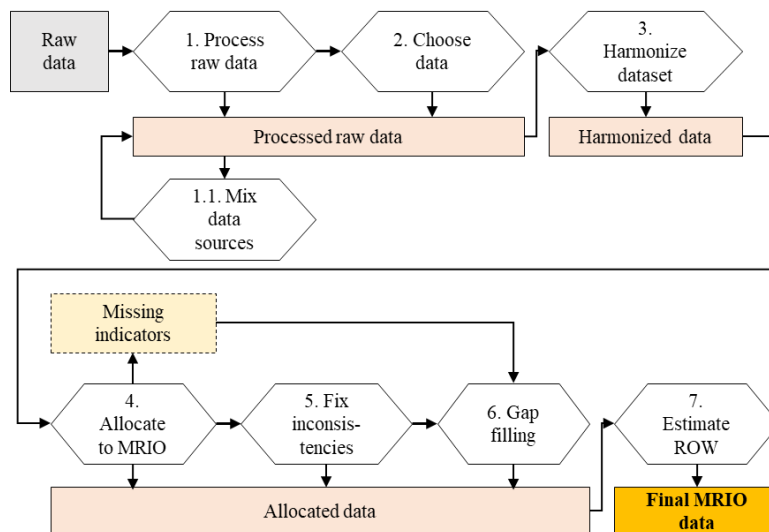 Raw
data
1. Process
raw data
2. Choose
data
3.
Harmonize
dataset
Processed raw data
Harmonized data
1.1. Mix
data
sources
Missing
indicators
4.
Allocate
to MRIO
5. Fix
inconsis-
tencies
6. Gap
filling
7.
Estimate
ROW
Allocated data
Final MRIO
data